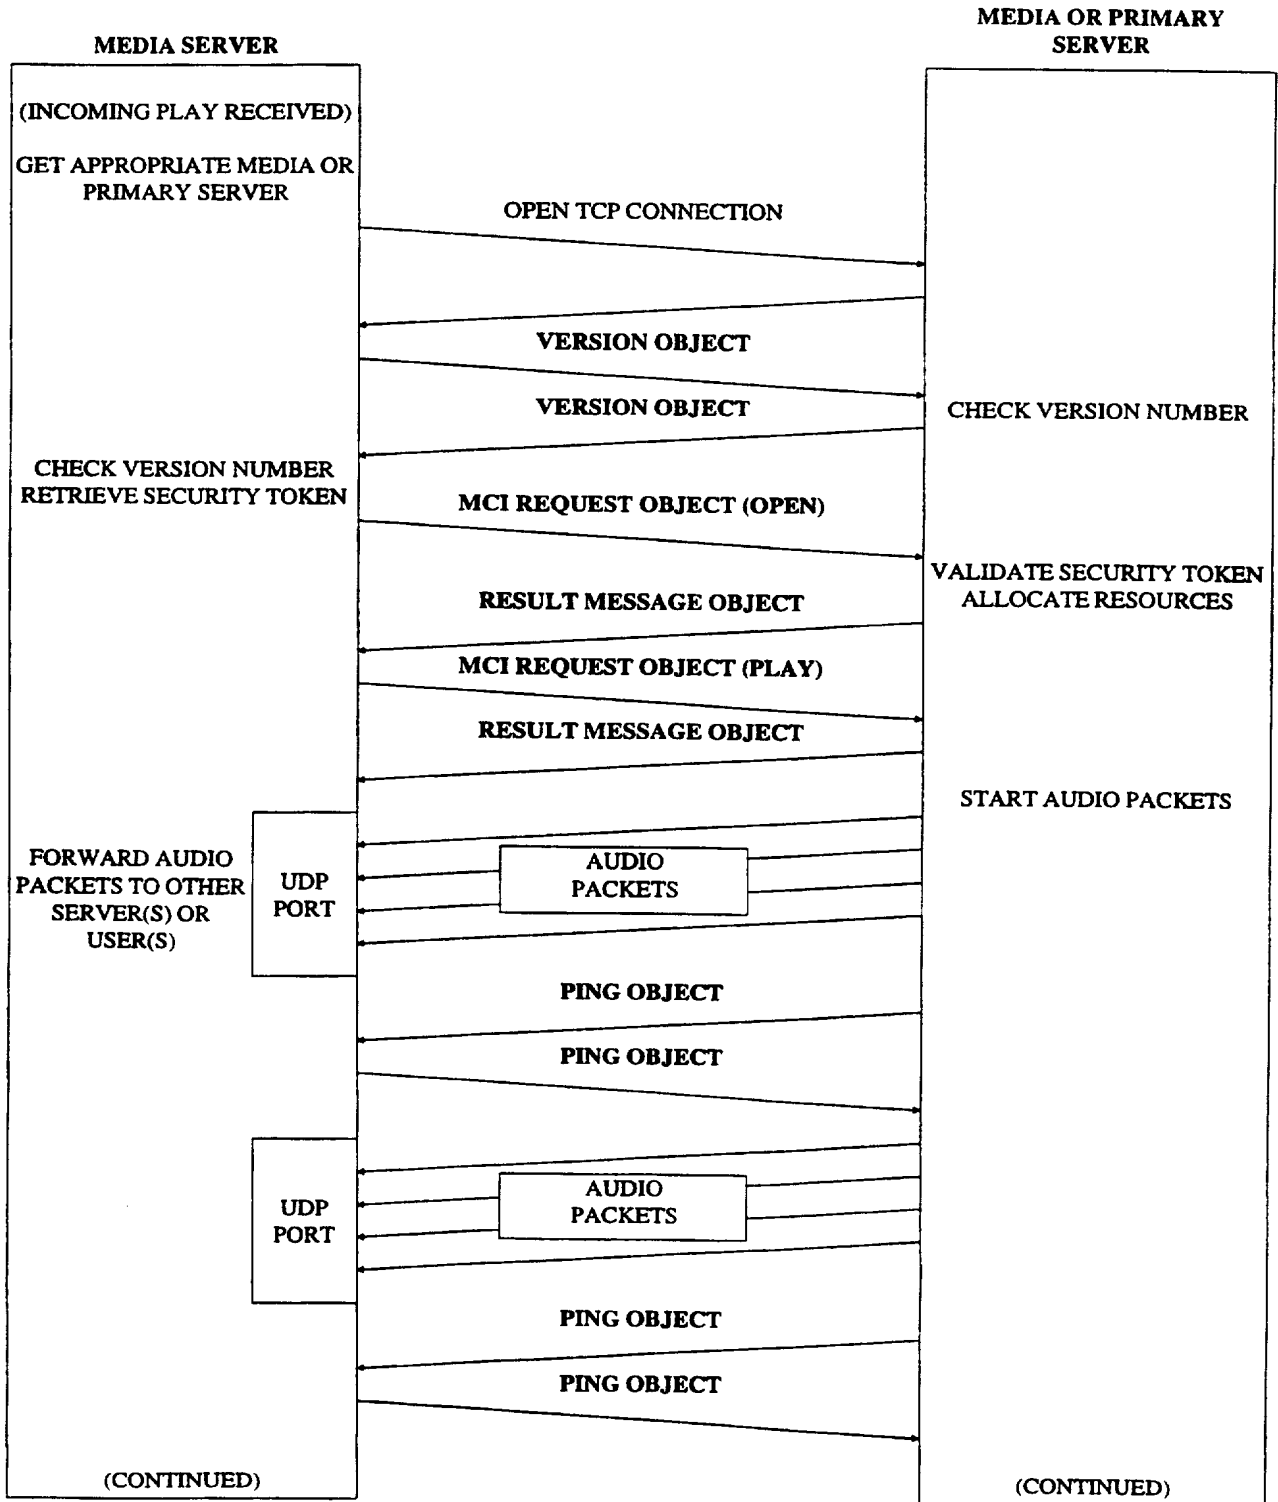 MEDIA SERVER
MEDIA OR PRIMARY
SERVER
(INCOMING PLAY RECEIVED)
GET APPROPRIATE MEDIA OR
PRIMARY SERVER
OPEN TCP CONNECTION
VERSION OBJECT
VERSION OBJECT
CHECK VERSION NUMBER
CHECK VERSION NUMBER
RETRIEVE SECURITY TOKEN
MCI REQUEST OBJECT (OPEN)
VALIDATE SECURITY TOKEN
ALLOCATE RESOURCES
RESULT MESSAGE OBJECT
MCI REQUEST OBJECT (PLAY)
RESULT MESSAGE OBJECT
START AUDIO PACKETS
FORWARD AUDIO
PACKETS TO OTHER
SERVER(S) OR
USER(S)
UDP
PORT
AUDIO
PACKETS
PING OBJECT
PING OBJECT
UDP
PORT
AUDIO
PACKETS
PING OBJECT
PING OBJECT
(CONTINUED)
(CONTINUED)